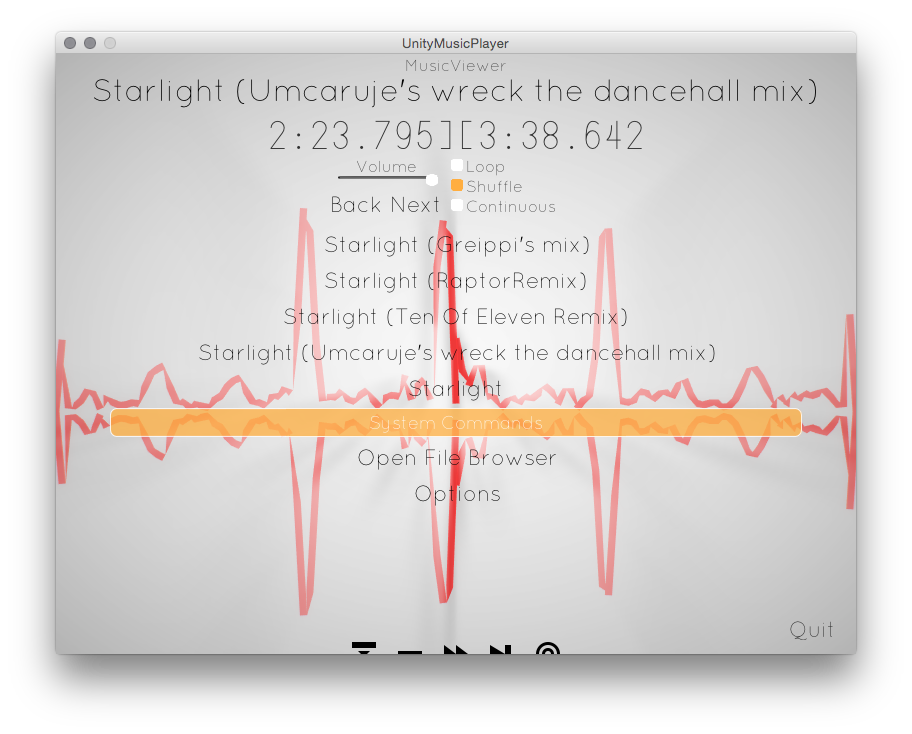 UnityMusicPlayer
MusicViewer
Starlight (Umcaruje's wreck the dancehall mix)
2:23.795][3:38.642
Volume
Loop
Shuffle
Back Next
Continuous
Starlight (Greippi's mix)
Starlight (RaptorRemix)
Starlight (Ten Of Eleven Remix)
Starlight (Umcaruje's wreck the dancehall mix)
Starlight
System Commands
Open File Browser
Options
Quit